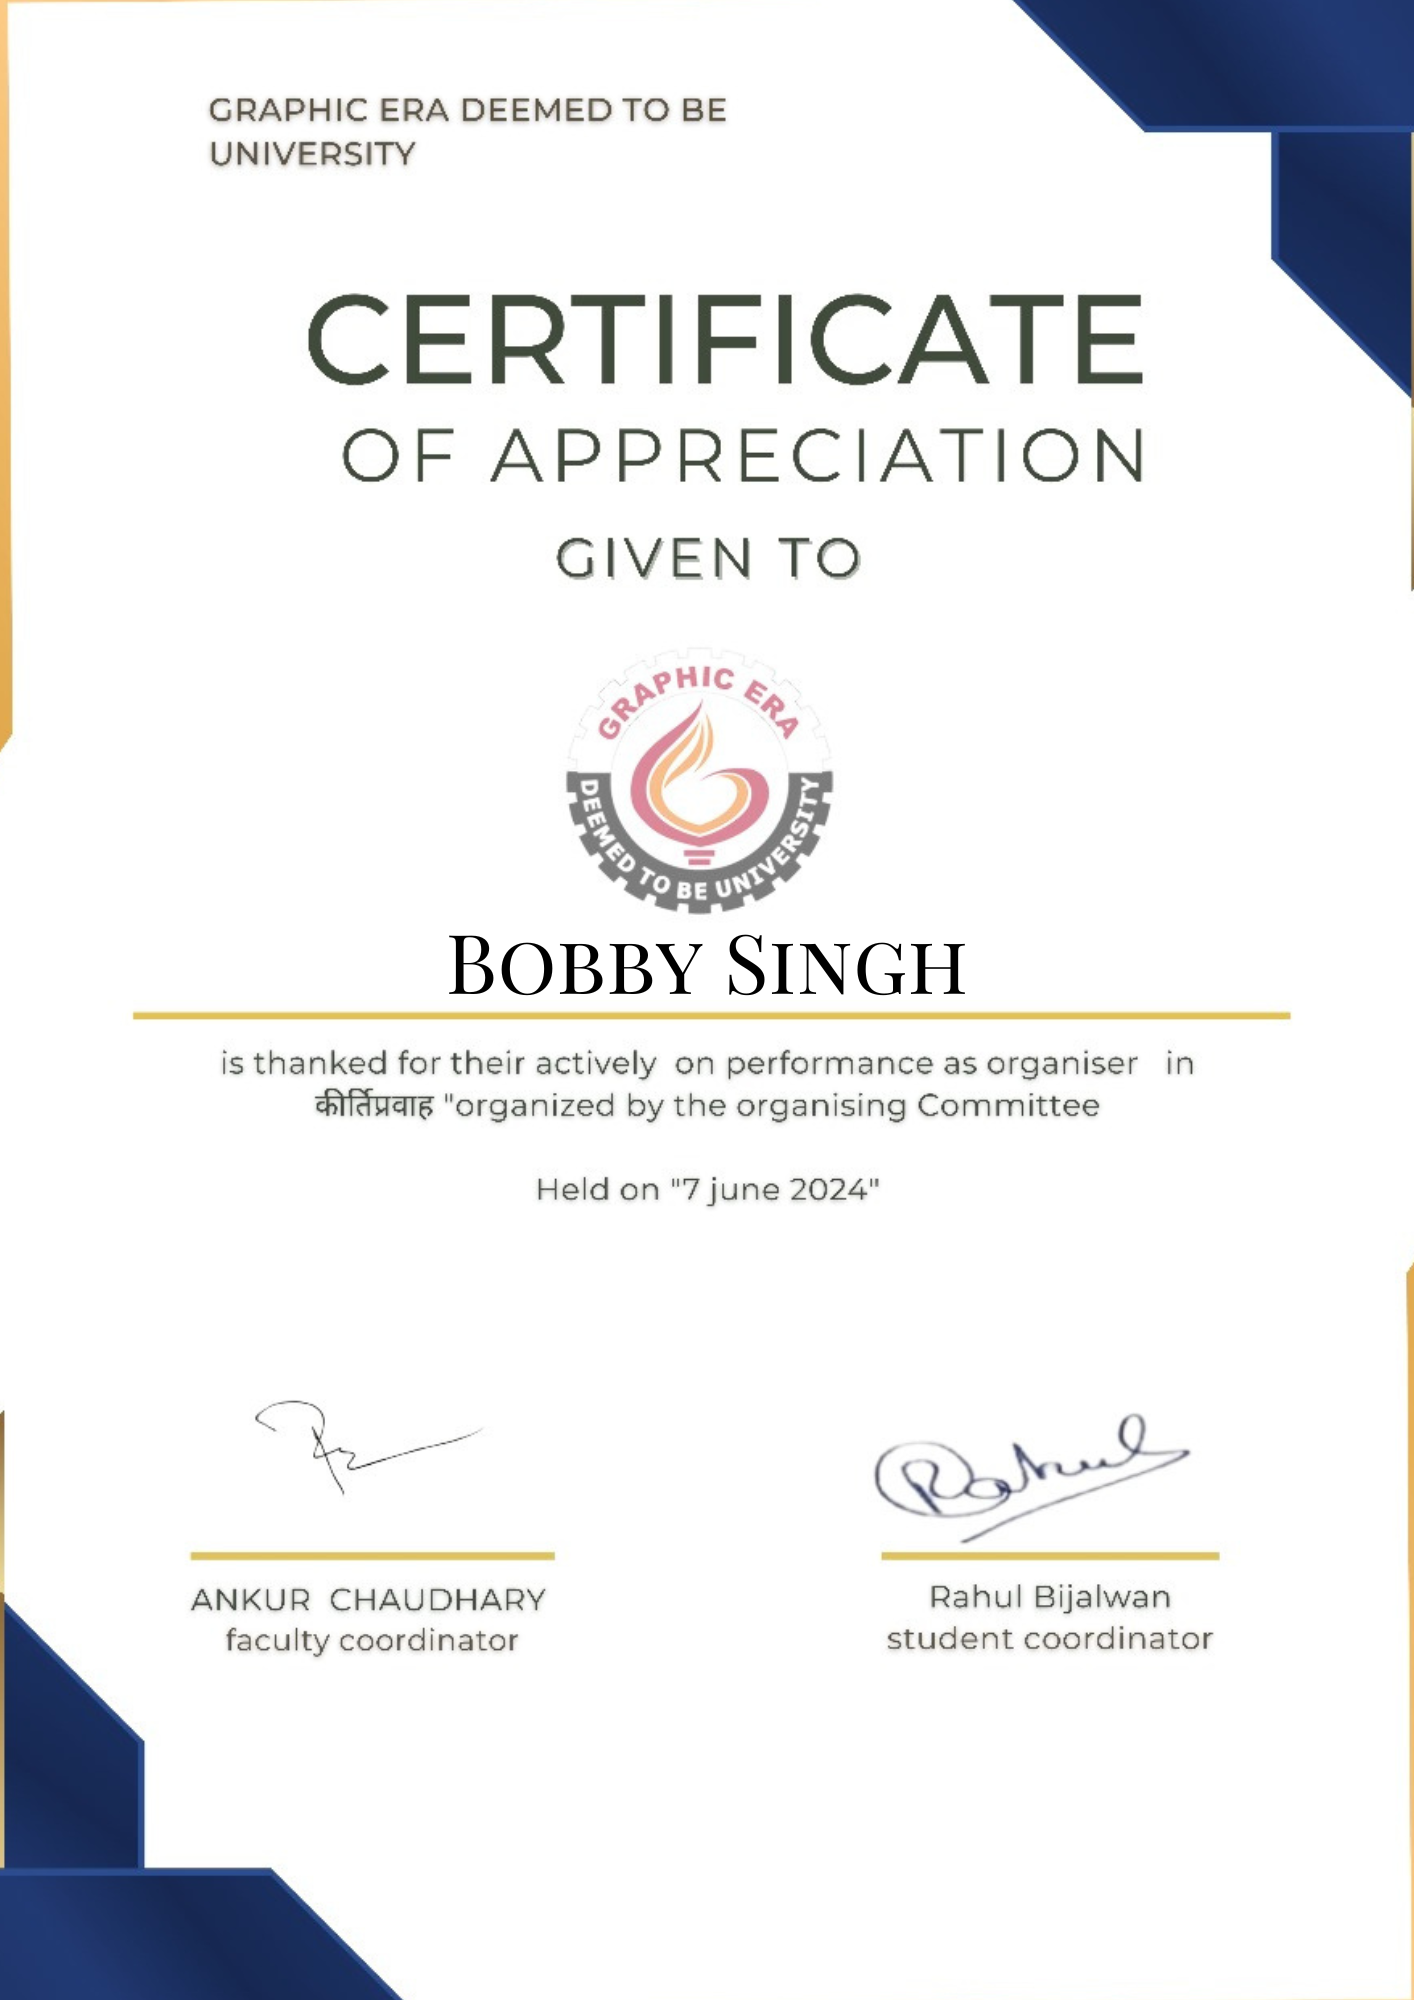 GRAPHIC ERA DEEMED TO BE
UNIVERSITY
CERTIFICATE
OF APPRECIATION
GIVEN TO
GRAPHIC ERA
DEEMED TO BE UNIVERSITY
BOBBY SINGH
is thanked for their actively on performance as organiser in
कीर्तिप्रवाह "organized by the organising Committee
Held on "7 june 2024"
Rahul
ANKUR CHAUDHARY
faculty coordinator
Rahul Bijalwan
student coordinator